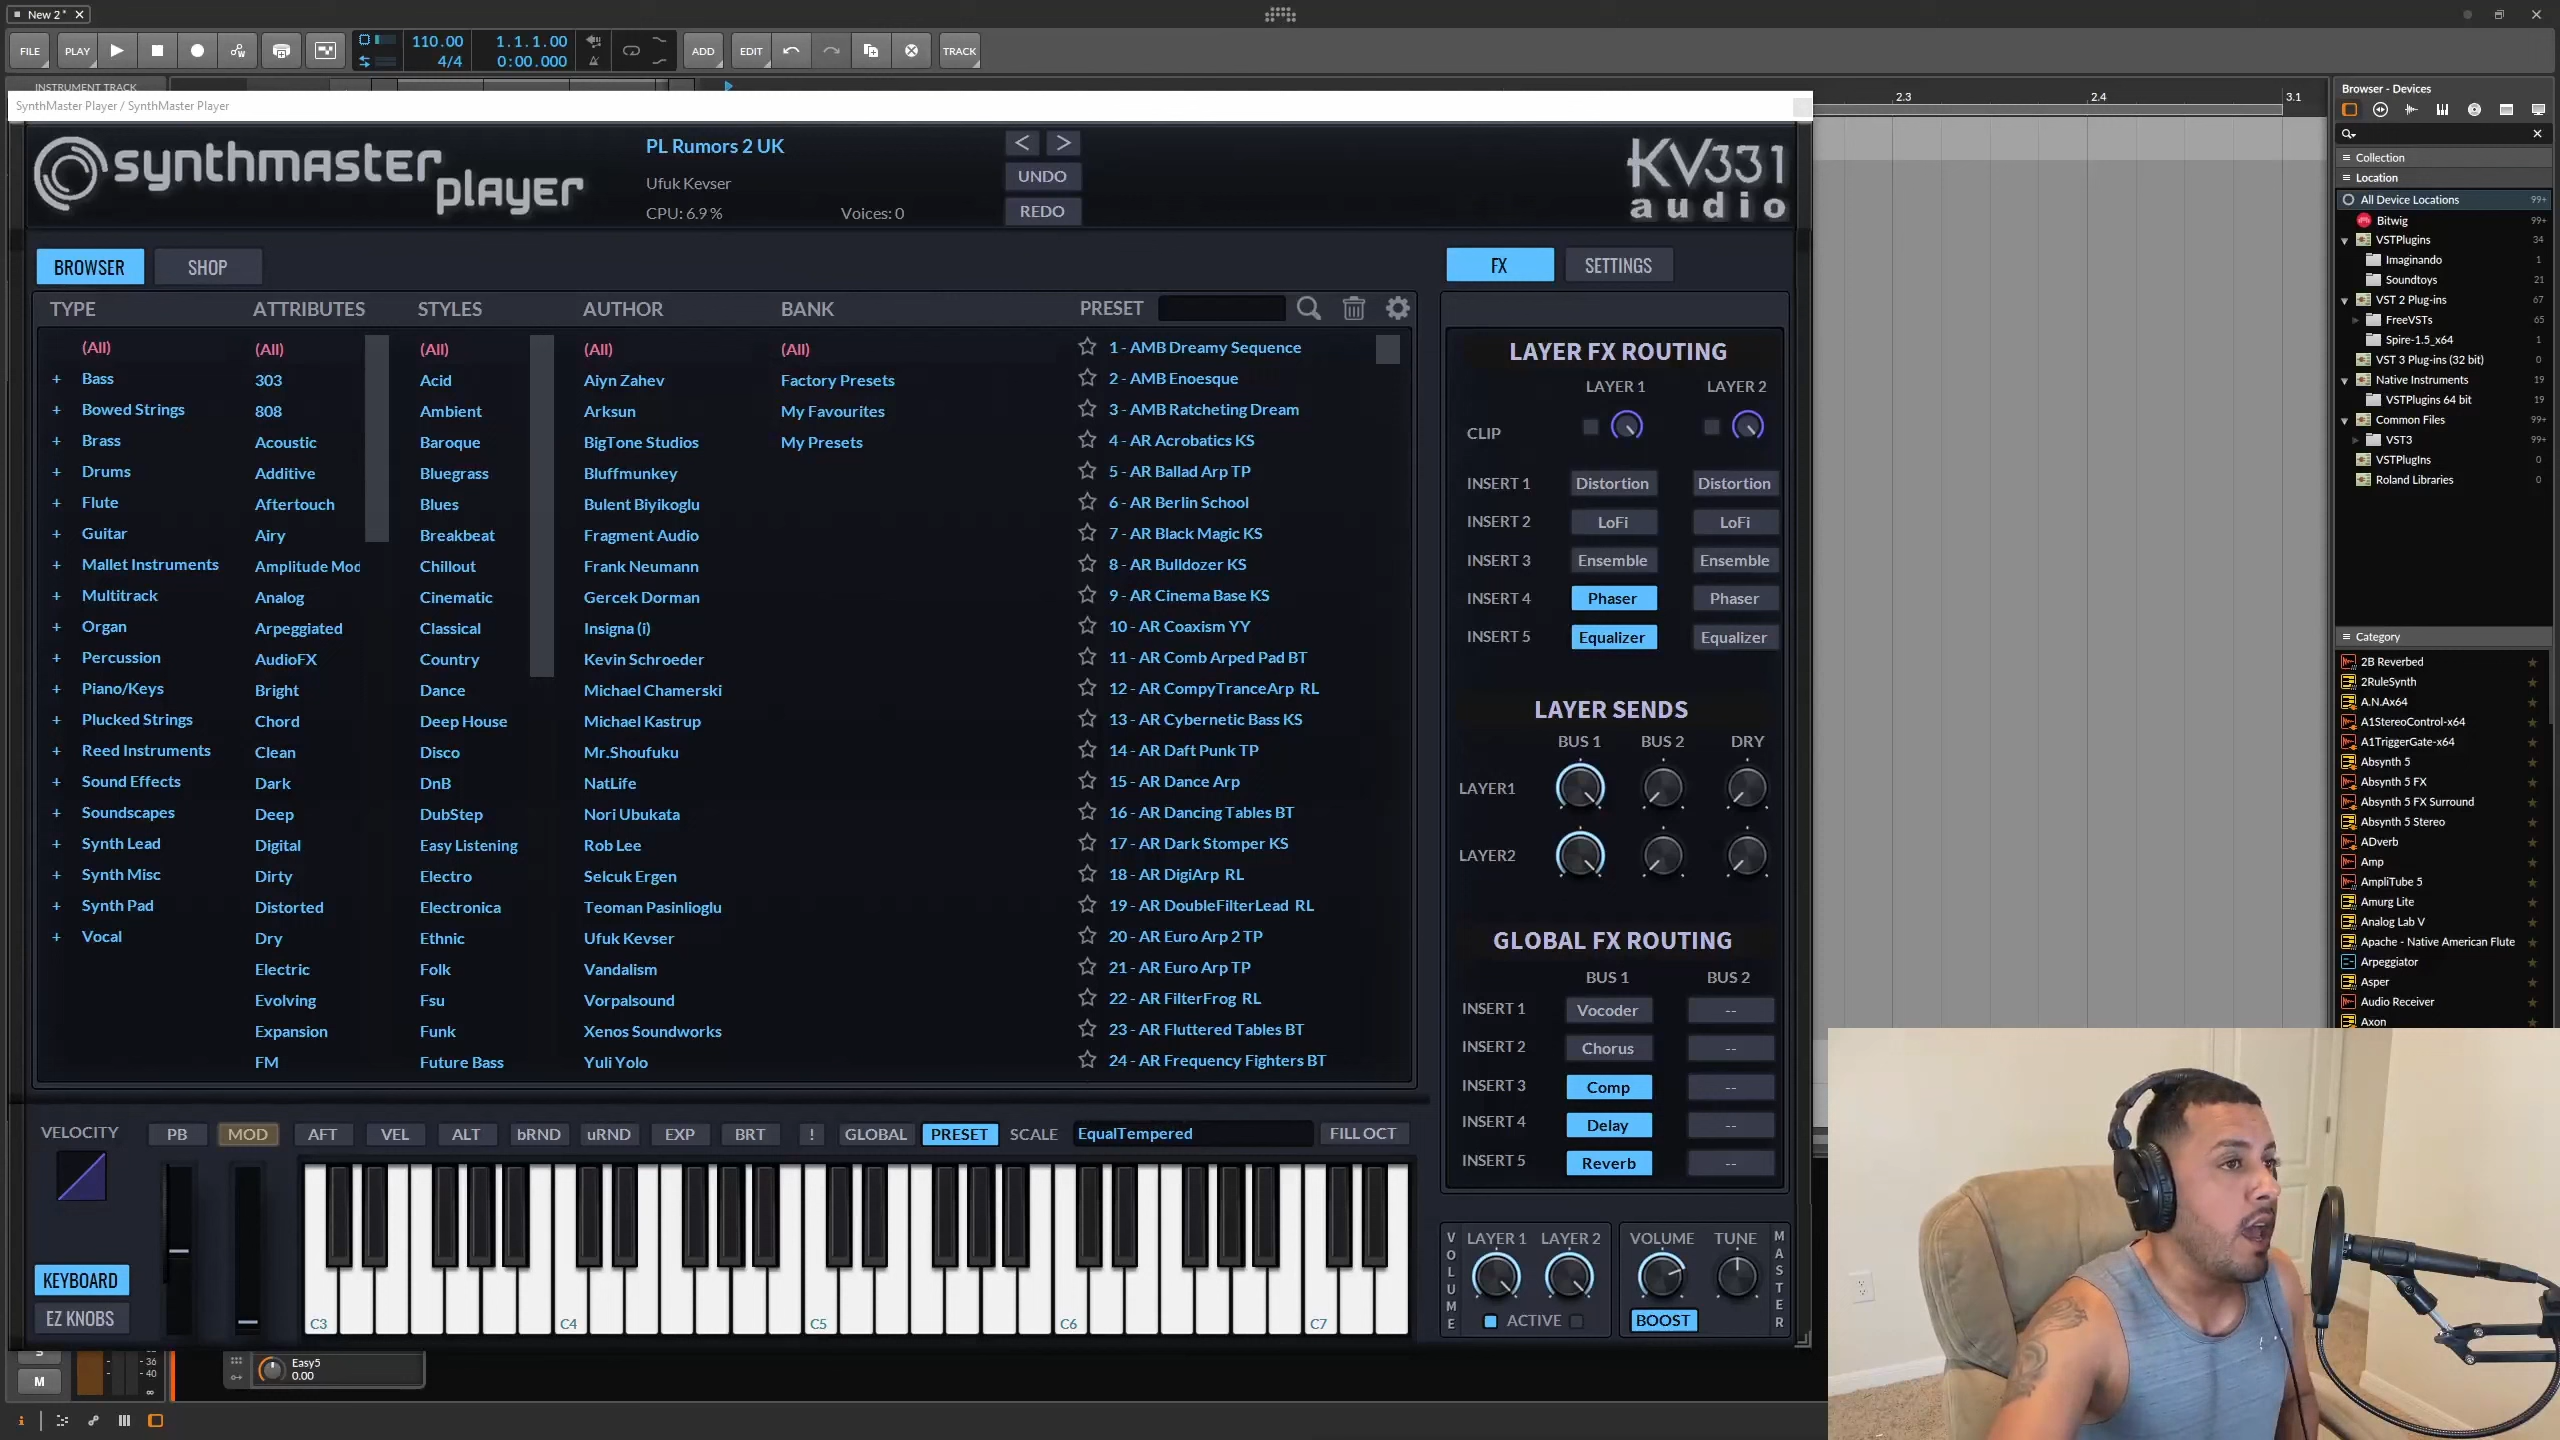 New 2 *
FILE
PLAY
110.00
4/4
1.1.1.00
0:00.000
ADD
EDIT
TRACK
INSTRUMENT TRACK
SynthMaster Player / SynthMaster Player
2.3
2.4
3.1
synthmaster
player
PL Rumors 2 UK
Ufuk Kevser
CPU: 6.9 %
Voices: 0
<
>
UNDO
REDO
KV331
audio
BROWSER
SHOP
FX
SETTINGS
TYPE
(All)
+ Bass
+ Bowed Strings
+ Brass
+ Drums
+ Flute
+ Guitar
+ Mallet Instruments
+ Multitrack
+ Organ
+ Percussion
+ Piano/Keys
+ Plucked Strings
+ Reed Instruments
+ Sound Effects
+ Soundscapes
+ Synth Lead
+ Synth Misc
+ Synth Pad
+ Vocal
ATTRIBUTES
(All)
303
808
Acoustic
Additive
Aftertouch
Airy
Amplitude Mod
Analog
Arpeggiated
AudioFX
Bright
Chord
Clean
Dark
Deep
Digital
Dirty
Distorted
Dry
Electric
Evolving
Expansion
FM
STYLES
(All)
Acid
Ambient
Baroque
Bluegrass
Blues
Breakbeat
Chillout
Cinematic
Classical
Country
Dance
Deep House
Disco
DnB
DubStep
Easy Listening
Electro
Electronica
Ethnic
Folk
Fsu
Funk
Future Bass
AUTHOR
(All)
Aiyn Zahev
Arksun
BigTone Studios
Bluffmunkey
Bulent Biyikoglu
Fragment Audio
Frank Neumann
Gercek Dorman
Insigna (i)
Kevin Schroeder
Michael Chamerski
Michael Kastrup
Mr.Shoufuku
NatLife
Nori Ubukata
Rob Lee
Selcuk Ergen
Teoman Pasinlioglu
Ufuk Kevser
Vandalism
Vorpalsound
Xenos Soundworks
Yuli Yolo
BANK
(All)
Factory Presets
My Favourites
My Presets
PRESET
1 - AMB Dreamy Sequence
2 - AMB Enoesque
3 - AMB Ratcheting Dream
4 - AR Acrobatics KS
5 - AR Ballad Arp TP
6 - AR Berlin School
7 - AR Black Magic KS
8 - AR Bulldozer KS
9 - AR Cinema Base KS
10 - AR Coaxism YY
11 - AR Comb Arped Pad BT
12 - AR CompyTranceArp RL
13 - AR Cybernetic Bass KS
14 - AR Daft Punk TP
15 - AR Dance Arp
16 - AR Dancing Tables BT
17 - AR Dark Stomper KS
18 - AR DigiArp RL
19 - AR DoubleFilterLead RL
20 - AR Euro Arp 2 TP
21 - AR Euro Arp TP
22 - AR FilterFrog RL
23 - AR Fluttered Tables BT
24 - AR Frequency Fighters BT
LAYER FX ROUTING
LAYER 1 LAYER 2
CLIP
INSERT 1 Distortion Distortion
INSERT 2 LoFi LoFi
INSERT 3 Ensemble Ensemble
INSERT 4 Phaser Phaser
INSERT 5 Equalizer Equalizer
LAYER SENDS
BUS 1 BUS 2 DRY
LAYER1
LAYER2
GLOBAL FX ROUTING
BUS 1 BUS 2
INSERT 1 Vocoder --
INSERT 2 Chorus --
INSERT 3 Comp --
INSERT 4 Delay --
INSERT 5 Reverb --
VOLUME
LAYER 1 LAYER 2
ACTIVE
VOLUME TUNE
BOOST
MASTER
VELOCITY
PB
MOD
AFT
VEL
ALT
bRND
uRND
EXP
BRT
!
GLOBAL
PRESET
SCALE
EqualTempered
FILL OCT
KEYBOARD
EZ KNOBS
C3
C4
C5
C6
C7
S
M
-36
-40
Easy5
0.00
Browser - Devices
Collection
Location
All Device Locations 99+
Bitwig 99+
VSTPlugins 34
Imaginando 1
Soundtoys 21
VST 2 Plug-ins 67
FreeVSTs 65
Spire-1.5_x64 1
VST 3 Plug-ins (32 bit) 0
Native Instruments 19
VSTPlugins 64 bit 19
Common Files 99+
VST3 99+
VSTPlugIns 0
Roland Libraries 0
Category
2B Reverbed
2RuleSynth
A.N.Ax64
A1StereoControl-x64
A1TriggerGate-x64
Absynth 5
Absynth 5 FX
Absynth 5 FX Surround
Absynth 5 Stereo
ADverb
Amp
AmpliTube 5
Amurg Lite
Analog Lab V
Apache - Native American Flute
Arpeggiator
Asper
Audio Receiver
Axon